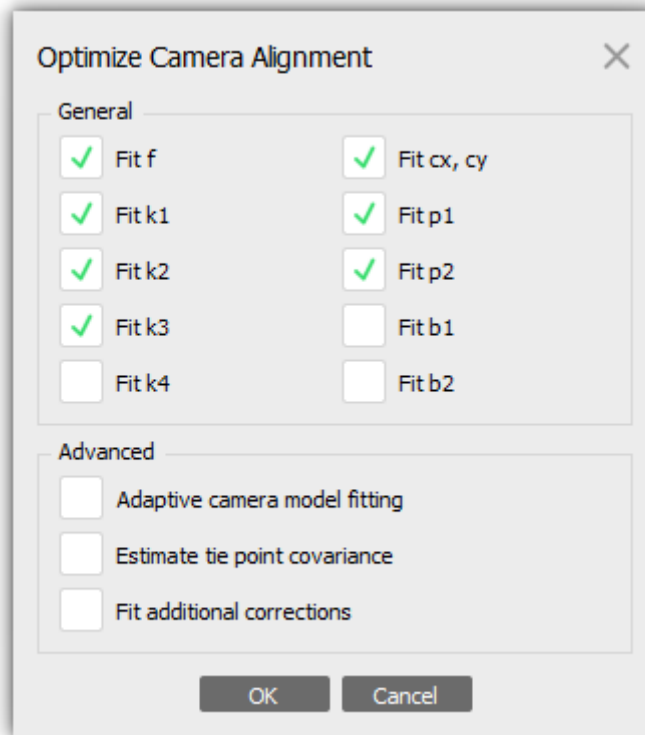 Optimize Camera Alignment
General
Fit f
Fit cx, cy
Fit k1
Fit p1
Fit k2
Fit p2
Fit k3
Fit b1
Fit k4
Fit b2
Advanced
Adaptive camera model fitting
Estimate tie point covariance
Fit additional corrections
OK
Cancel